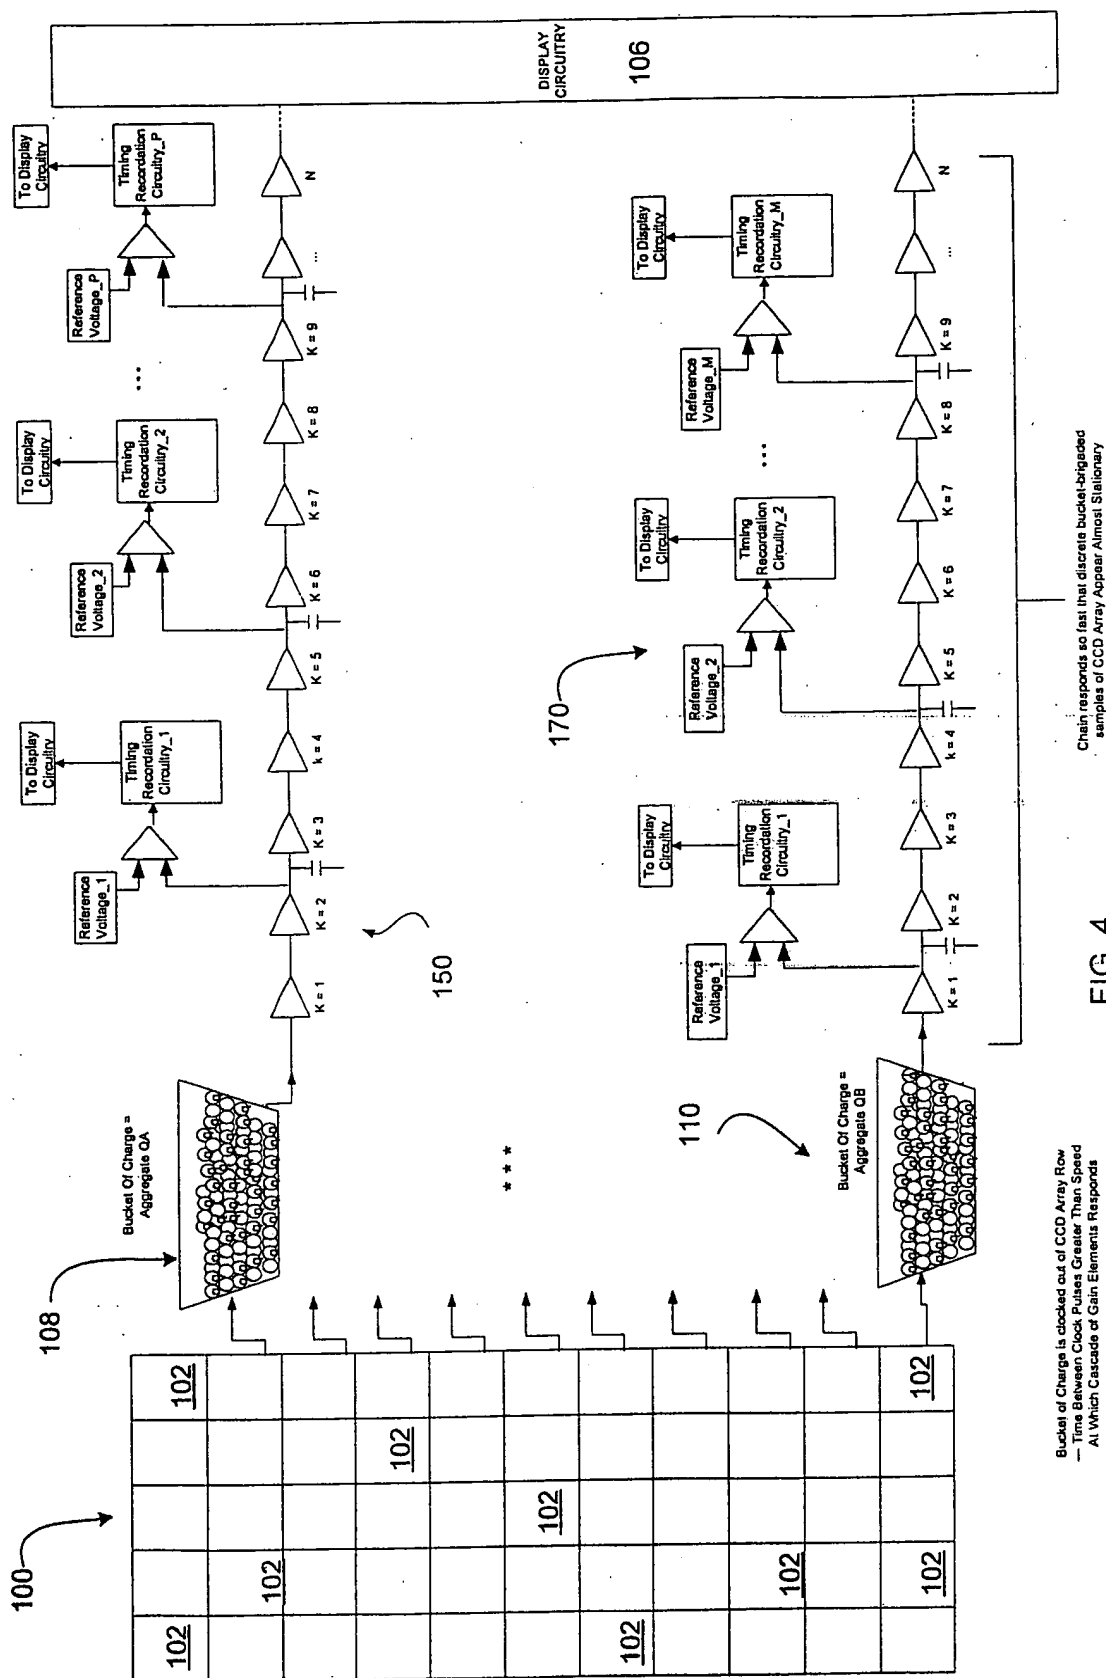 100
102
102
102
102
102
102
102
102
102
108
Bucket Of Charge =
Aggregate QA
150
K = 1
K = 2
K = 3
k = 4
K = 5
K = 6
K = 7
K = 8
K = 9
...
N
Reference
Voltage_1
Timing
Recordation
Circuitry_1
To Display
Circuitry
Reference
Voltage_2
Timing
Recordation
Circuitry_2
To Display
Circuitry
...
Reference
Voltage_P
Timing
Recordation
Circuitry_P
To Display
Circuitry
DISPLAY
CIRCUITRY
106
* * *
110
Bucket Of Charge =
Aggregate QB
170
K = 1
K = 2
K = 3
k = 4
K = 5
K = 6
K = 7
K = 8
K = 9
...
N
Reference
Voltage_1
Timing
Recordation
Circuitry_1
To Display
Circuitry
Reference
Voltage_2
Timing
Recordation
Circuitry_2
To Display
Circuitry
...
Reference
Voltage_M
Timing
Recordation
Circuitry_M
To Display
Circuitry
Chain responds so fast that discrete bucket-brigaded
samples of CCD Array Appear Almost Stationary
Bucket of Charge is clocked out of CCD Array Row
— Time Between Clock Pulses Greater Than Speed
At Which Cascade of Gain Elements Responds
FIG. 4